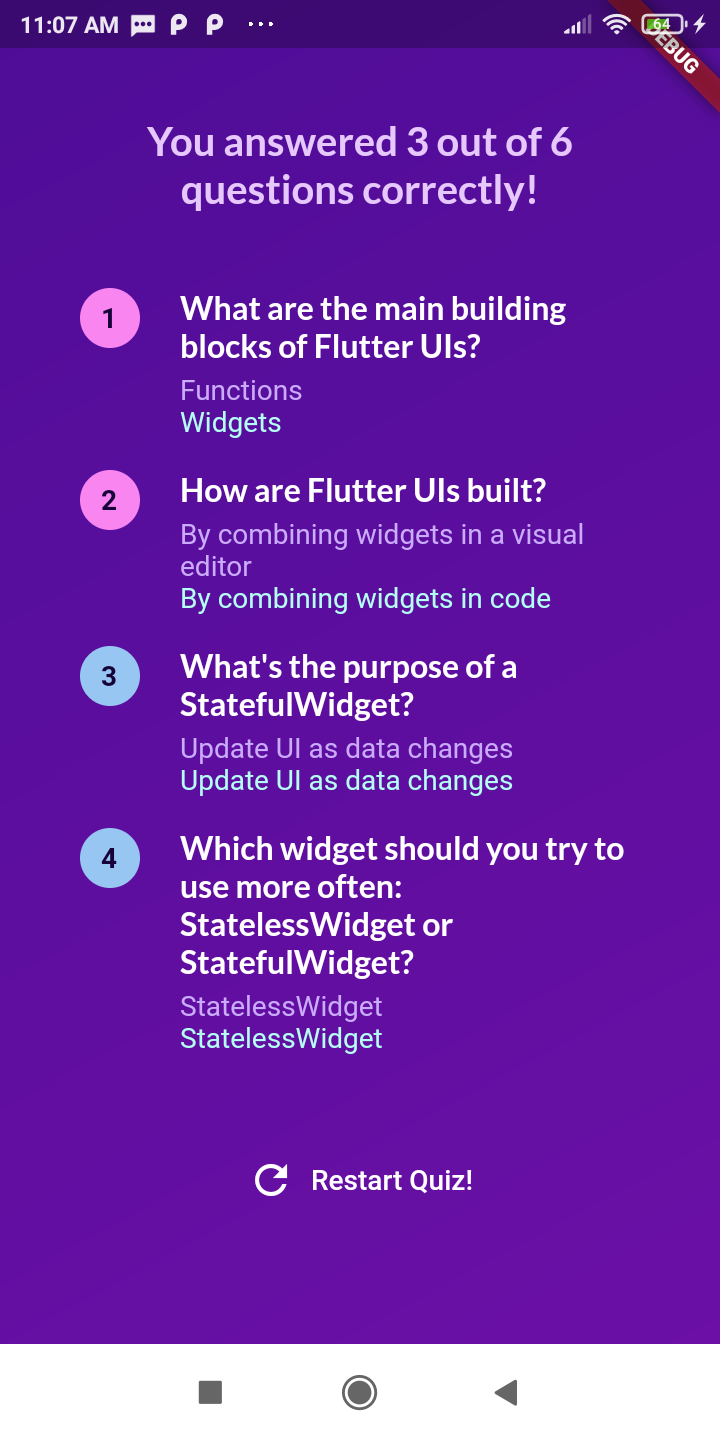 11:07 AM
64
DEBUG
You answered 3 out of 6
questions correctly!
1
What are the main building
blocks of Flutter UIs?
Functions
Widgets
2
How are Flutter UIs built?
By combining widgets in a visual
editor
By combining widgets in code
3
What's the purpose of a
StatefulWidget?
Update UI as data changes
Update UI as data changes
4
Which widget should you try to
use more often:
StatelessWidget or
StatefulWidget?
StatelessWidget
StatelessWidget
Restart Quiz!